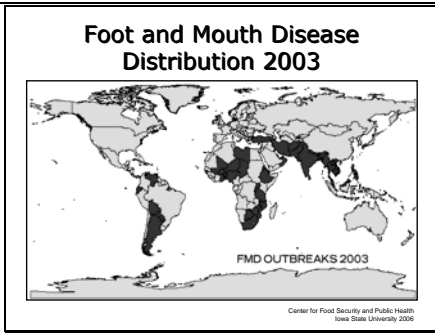 Foot and Mouth Disease
Distribution 2003
FMD OUTBREAKS 2003
Center for Food Security and Public Health
Iowa State University 2006